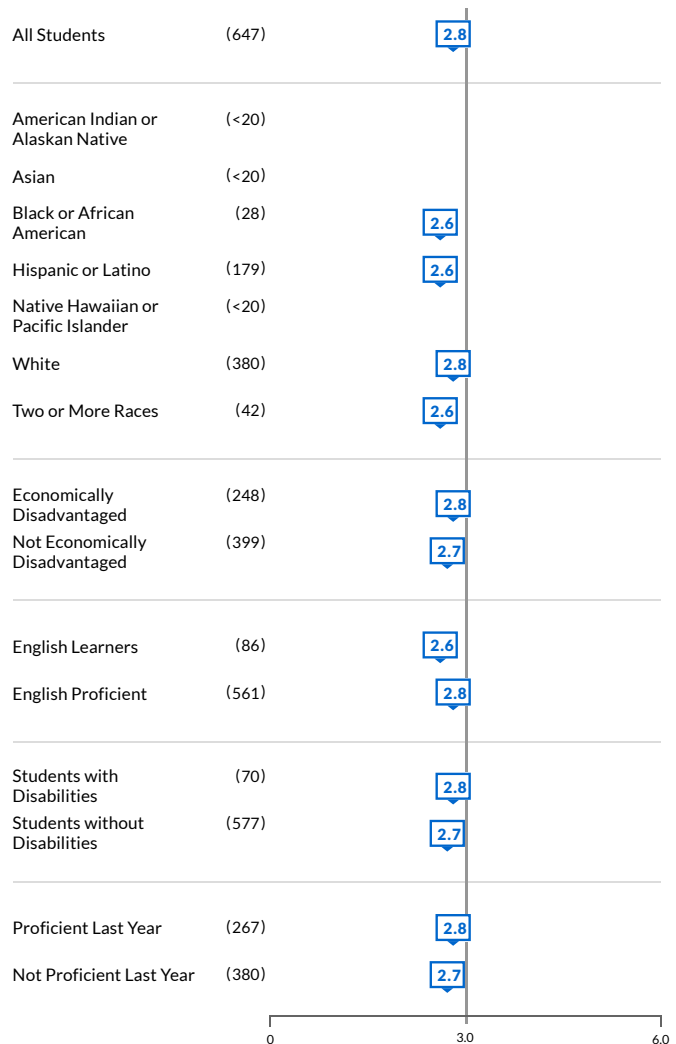 All Students (647) 2.8
American Indian or (<20)
Alaskan Native
Asian (<20)
Black or African (28) 2.6
American
Hispanic or Latino (179) 2.6
Native Hawaiian or (<20)
Pacific Islander
White (380) 2.8
Two or More Races (42) 2.6
Economically (248) 2.8
Disadvantaged
Not Economically (399) 2.7
Disadvantaged
English Learners (86) 2.6
English Proficient (561) 2.8
Students with (70) 2.8
Disabilities
Students without (577) 2.7
Disabilities
Proficient Last Year (267) 2.8
Not Proficient Last Year (380) 2.7
0 3.0 6.0